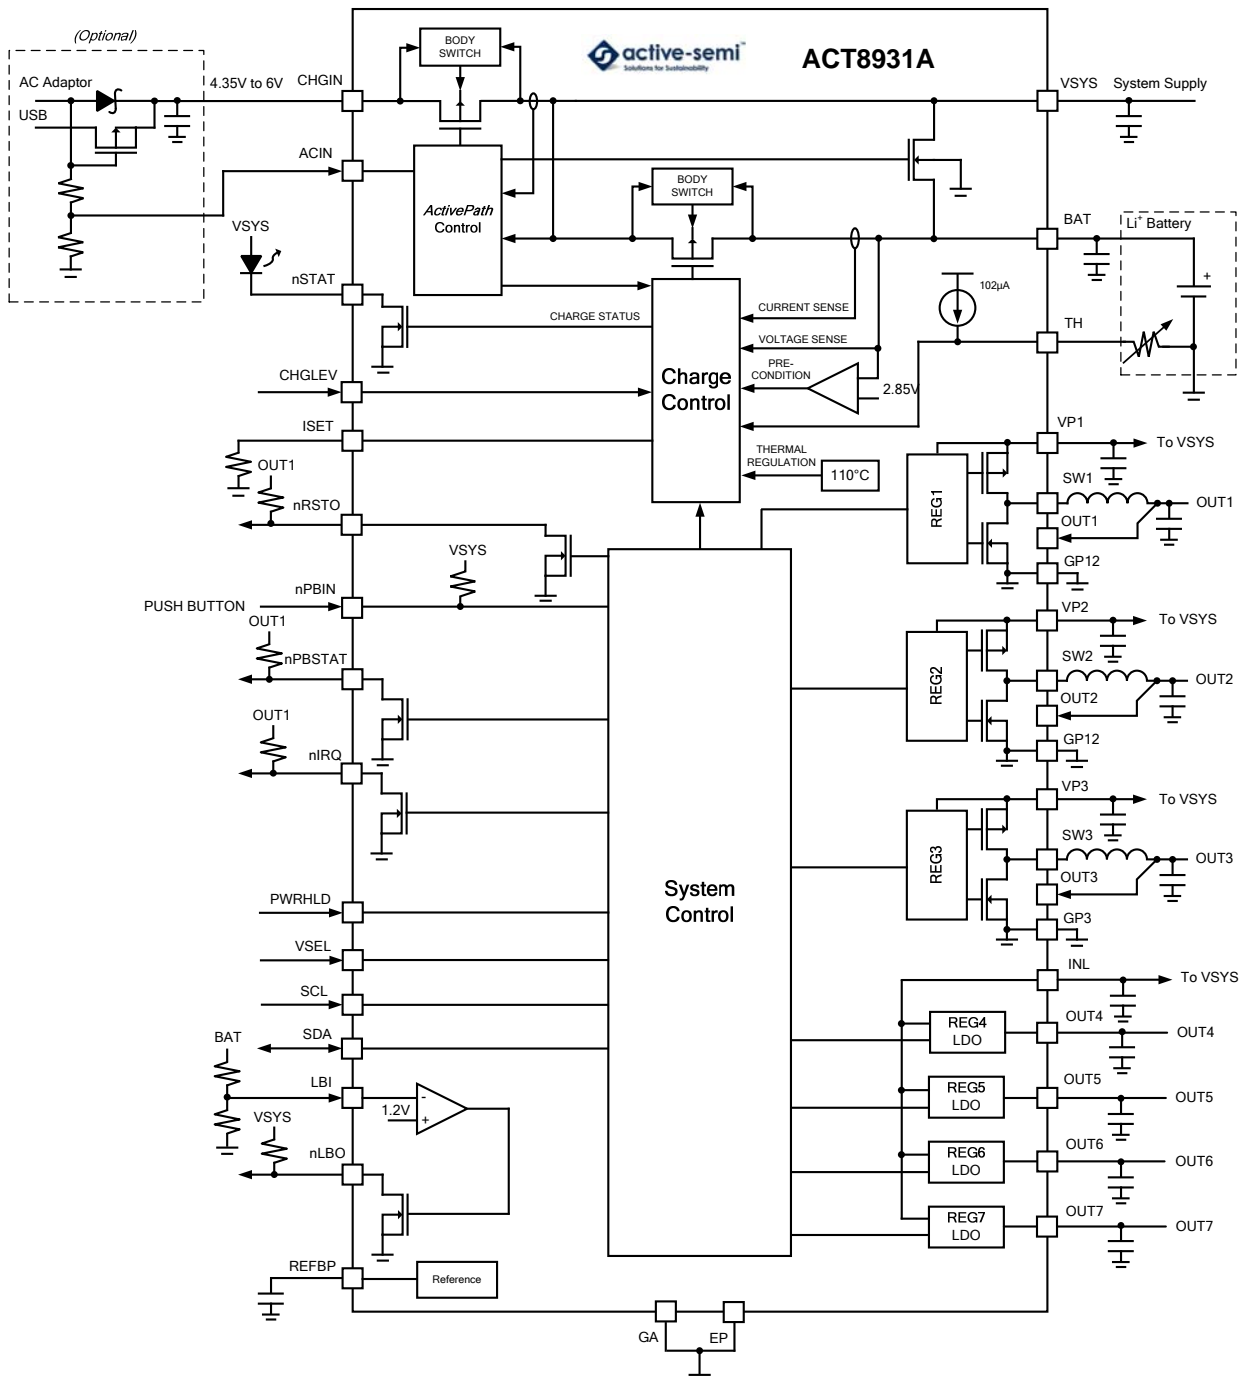 (Optional)
AC Adaptor
USB
4.35V to 6V
CHGIN
BODY
SWITCH
active-semi™
Solutions for Sustainability
ACT8931A
VSYS
System Supply
ACIN
ActivePath
Control
BODY
SWITCH
VSYS
nSTAT
BAT
Li+ Battery
+
102µA
CHARGE STATUS
CURRENT SENSE
VOLTAGE SENSE
PRE-
CONDITION
2.85V
TH
Charge
Control
CHGLEV
ISET
THERMAL
REGULATION
110°C
VP1
To VSYS
REG1
SW1
OUT1
OUT1
GP12
OUT1
nRSTO
VSYS
nPBIN
PUSH BUTTON
OUT1
nPBSTAT
VP2
To VSYS
REG2
SW2
OUT2
OUT2
GP12
OUT1
nIRQ
VP3
To VSYS
REG3
SW3
OUT3
OUT3
GP3
System
Control
PWRHLD
VSEL
SCL
SDA
BAT
LBI
1.2V
-
+
VSYS
nLBO
INL
To VSYS
REG4
LDO
OUT4
OUT4
REG5
LDO
OUT5
OUT5
REG6
LDO
OUT6
OUT6
REG7
LDO
OUT7
OUT7
REFBP
Reference
GA
EP